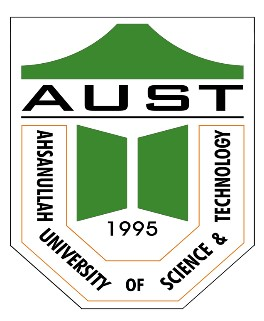 AUST
1995
AHSANULLAH UNIVERSITY OF SCIENCE & TECHNOLOGY